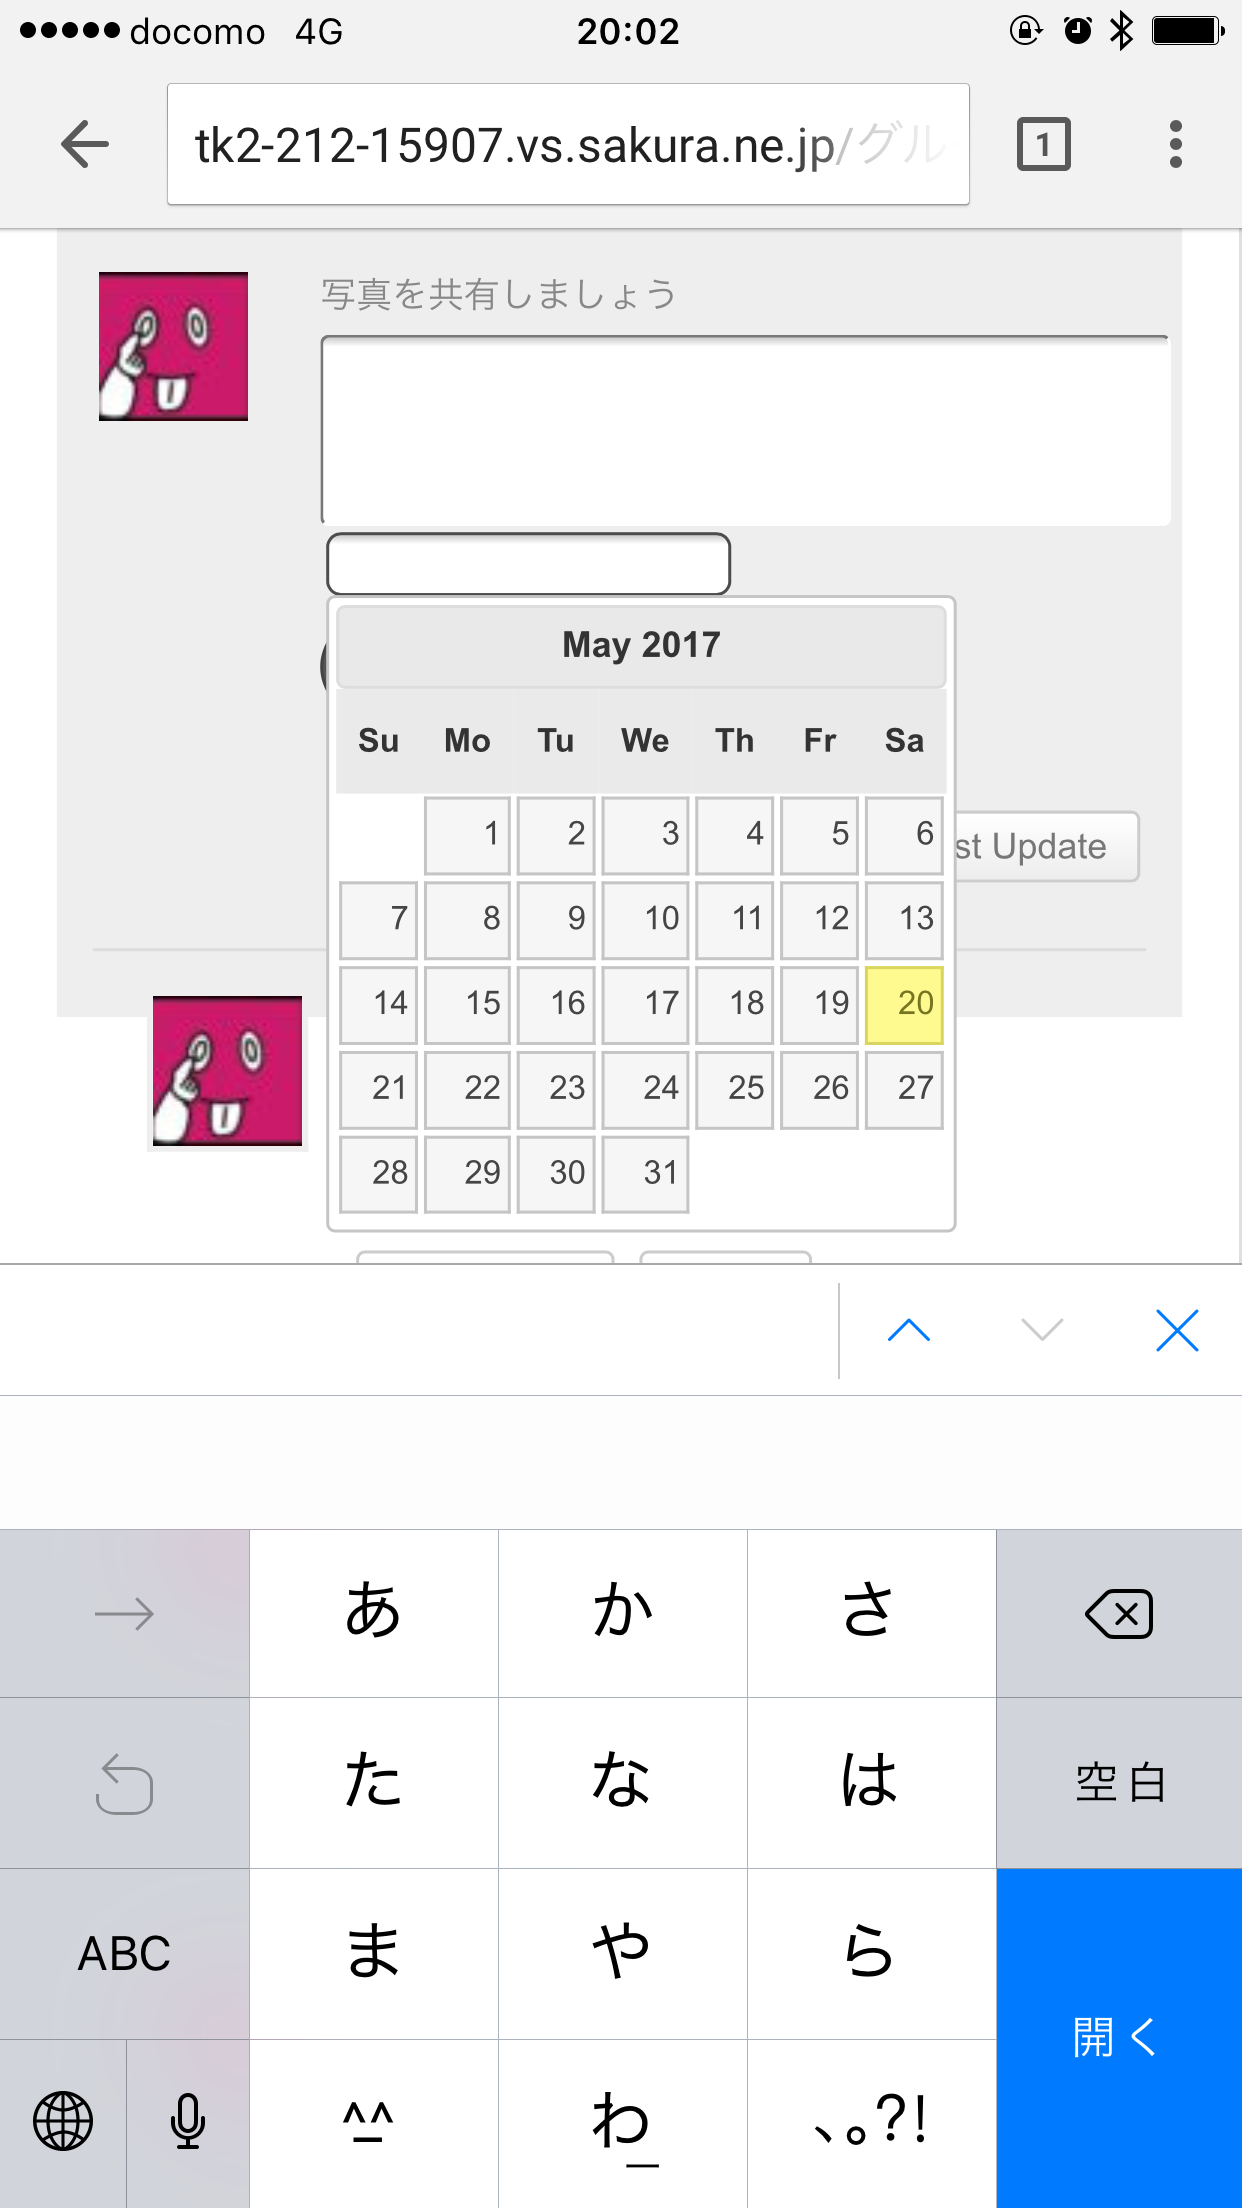 docomo 4G 20:02
tk2-212-15907.vs.sakura.ne.jp/グル
1
写真を共有しましょう
May 2017
Su Mo Tu We Th Fr Sa
1 2 3 4 5 6
st Update
7 8 9 10 11 12 13
14 15 16 17 18 19 20
21 22 23 24 25 26 27
28 29 30 31
あ か さ
た な は 空白
ABC ま や ら
開く
^_^ わ_ 、。?!